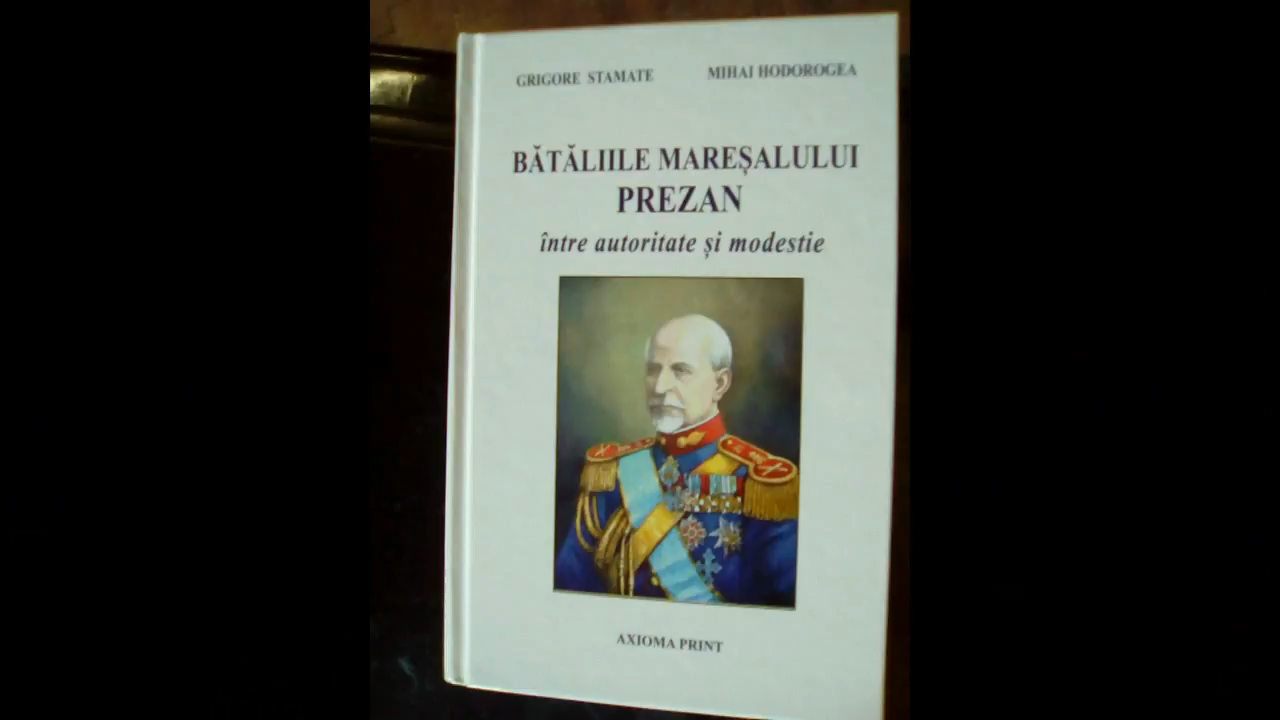 GRIGORE STAMATE MIHAI HODOROGEA
BĂTĂLIILE MAREȘALULUI
PREZAN
între autoritate și modestie
AXIOMA PRINT